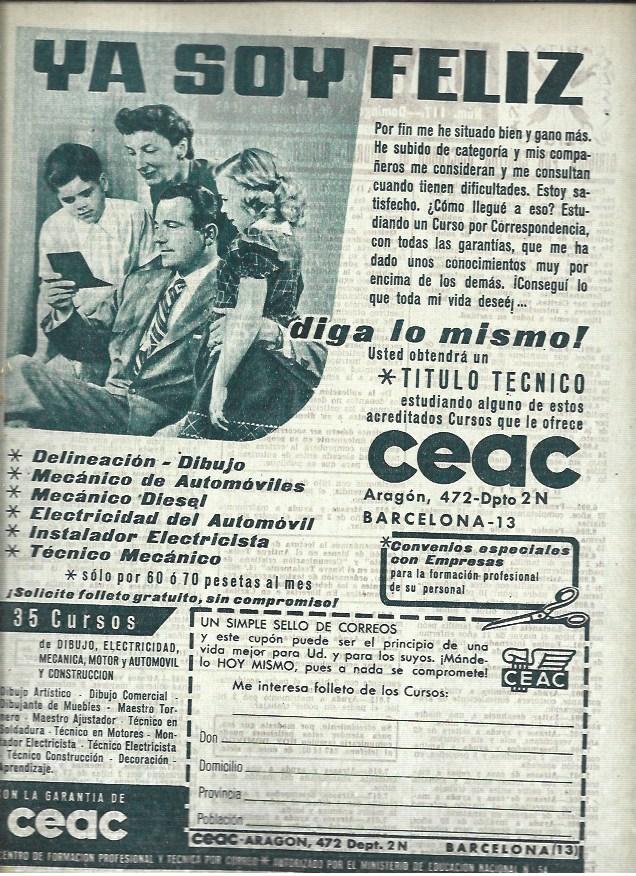 YA SOY FELIZ
Por fin me he situado bien y gano más.
He subido de categoría y mis compa-
ñeros me consideran y me consultan
cuando tienen dificultades. Estoy sa-
tisfecho. ¿Cómo llegué a eso? Estu-
diando un Curso por Correspondencia,
con todas las garantías, que me ha
dado unos conocimientos muy por
encima de los demás. ¡Conseguí lo
que toda mi vida deseé¡...
diga lo mismo!
Usted obtendrá un
* TITULO TECNICO
estudiando alguno de estos
acreditados Cursos que le ofrece
ceac
Aragón, 472-Dpto 2 N
BARCELONA-13
* Delineación - Dibujo
* Mecánico de Automóviles
* Mecánico Diesel
* Electricidad del Automóvil
* Instalador Electricista
* Técnico Mecánico
* sólo por 60 ó 70 pesetas al mes
¡Solicite folleto gratuito, sin compromiso!
*Convenios especiales
con Empresas
para la formación profesional
de su personal
35 Cursos
de DIBUJO, ELECTRICIDAD,
MECANICA, MOTOR y AUTOMOVIL
Y CONSTRUCCION
Dibujo Artístico - Dibujo Comercial -
Dibujante de Muebles - Maestro Tor-
nero - Maestro Ajustador - Técnico en
Soldadura - Técnico en Motores - Mon-
tador Electricista - Técnico Electricista
Técnico Construcción - Decoración -
Aprendizaje.
CON LA GARANTIA DE
ceac
UN SIMPLE SELLO DE CORREOS
y este cupón puede ser el principio de una
vida mejor para Ud. y para los suyos. ¡Mánde-
lo HOY MISMO, pues a nada se compromete!
CEAC
Me interesa folleto de los Cursos:
Don
Domicilio
Provincia
Población
ceac-ARAGON, 472 Dept. 2 N BARCELONA (13)
CENTRO DE FORMACION PROFESIONAL Y TECNICA POR CORREO * AUTORIZADO POR EL MINISTERIO DE EDUCACION NACIONAL N.º 54